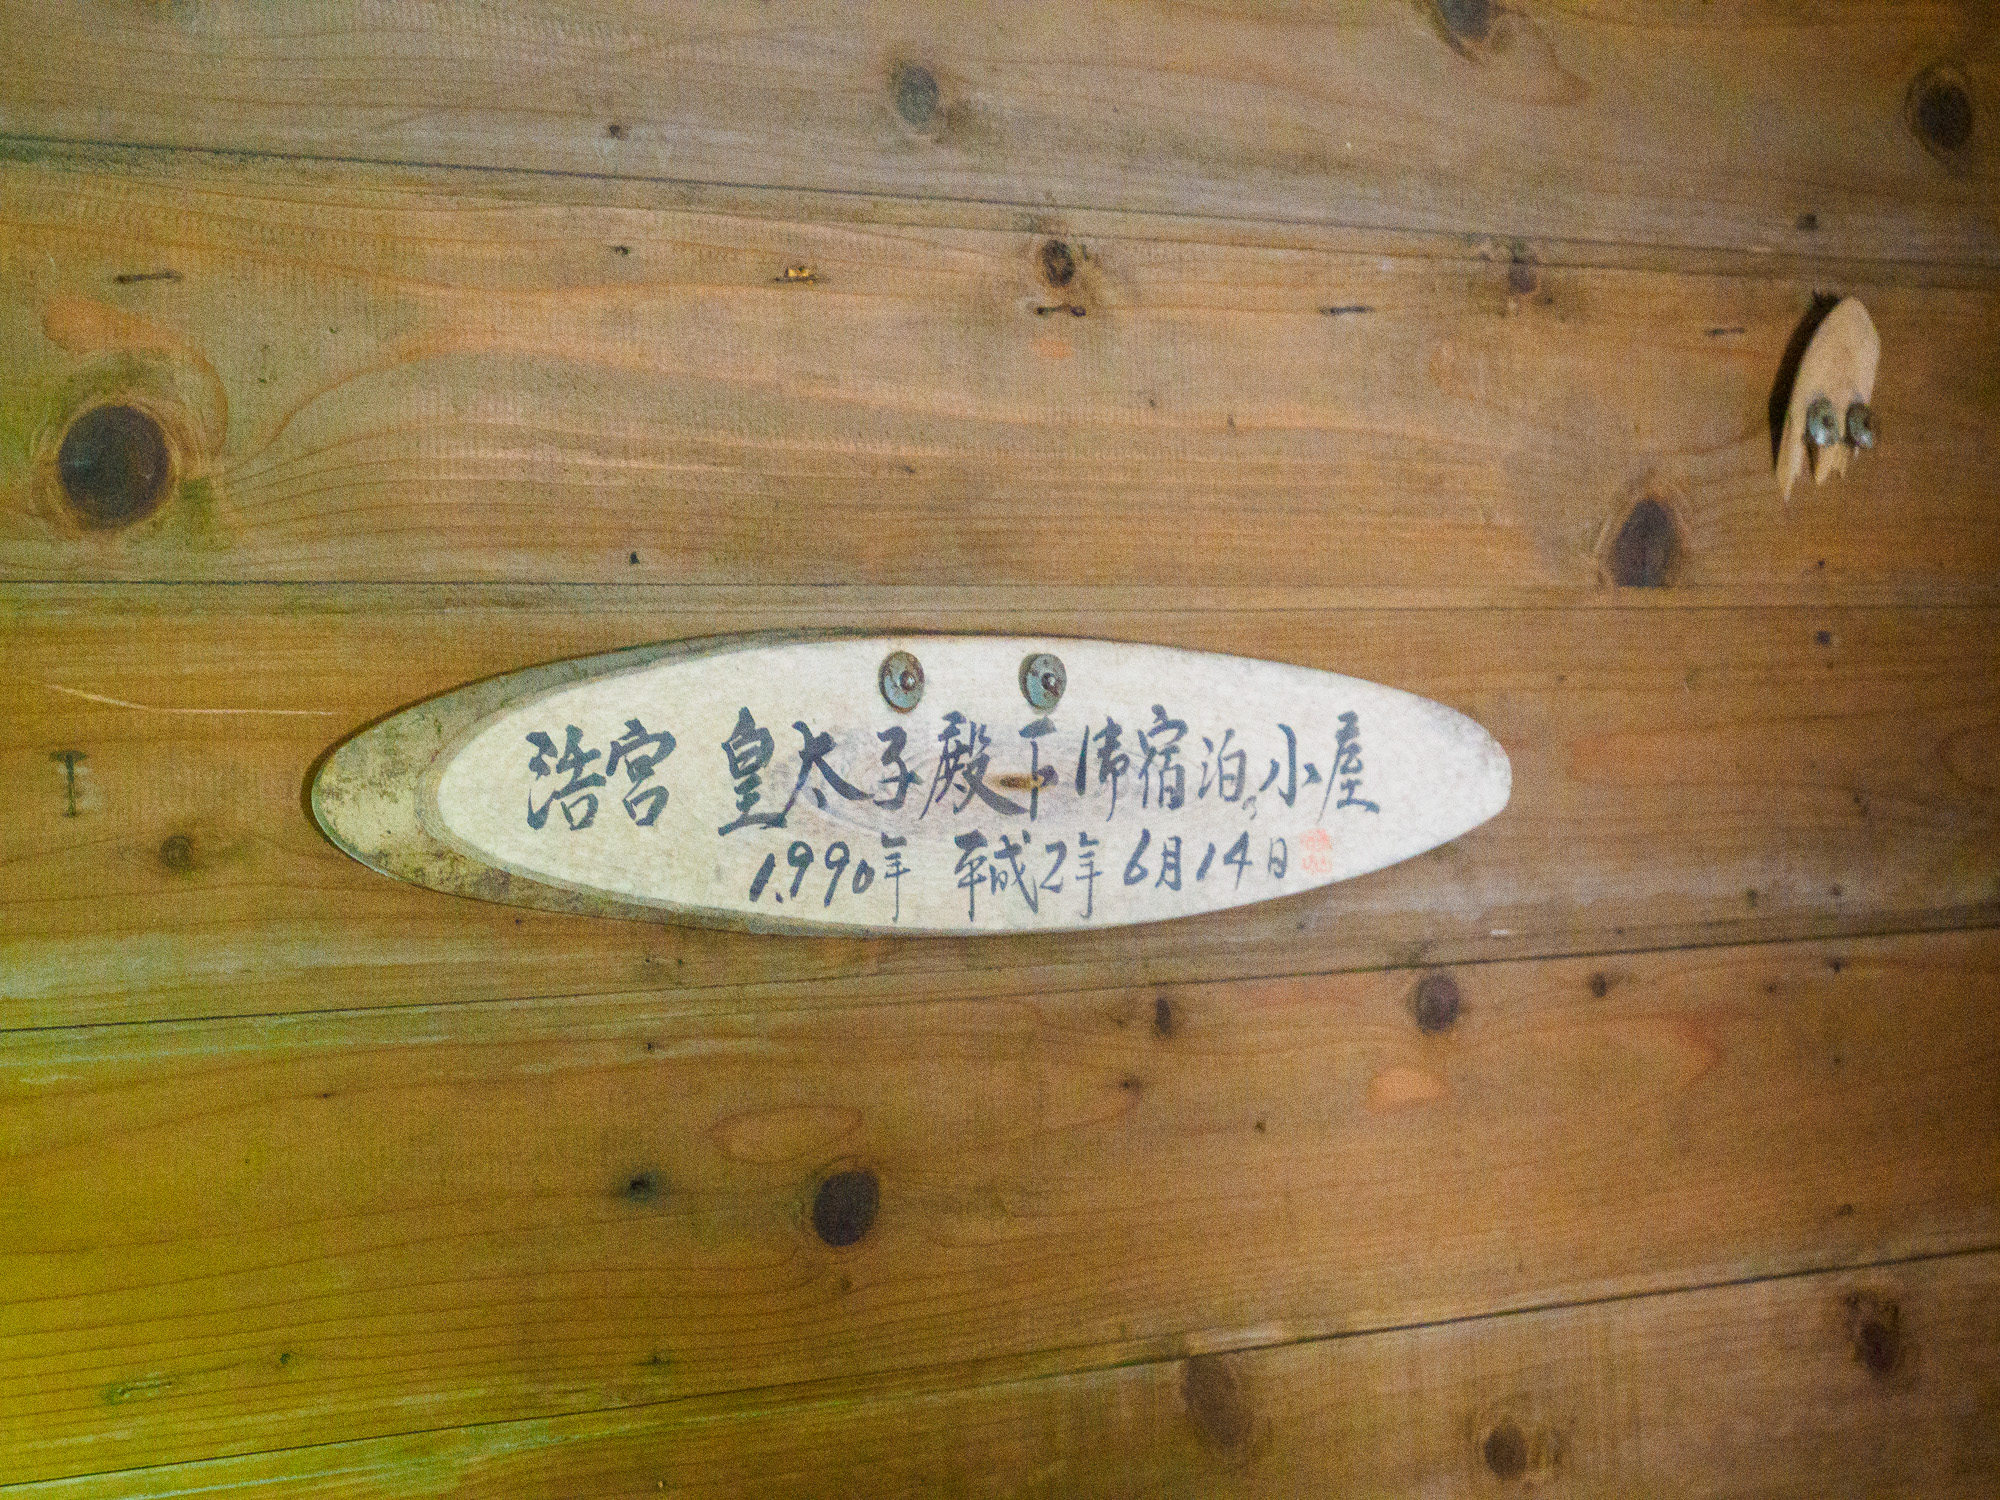 浩宮 皇太子殿下御宿泊小屋
1990年 平成2年 6月14日